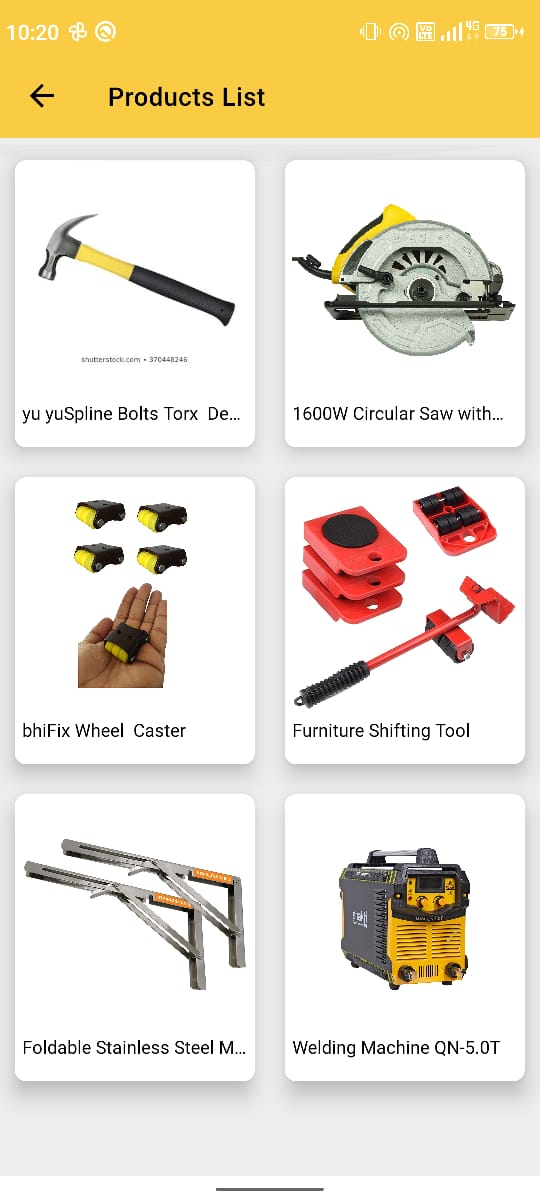 10:20
Vo LTE 4G 75
Products List
shutterstock.com • 370448246
yu yuSpline Bolts Torx  De...
1600W Circular Saw with...
bhiFix Wheel  Caster
Furniture Shifting Tool
Foldable Stainless Steel M...
Welding Machine QN-5.0T